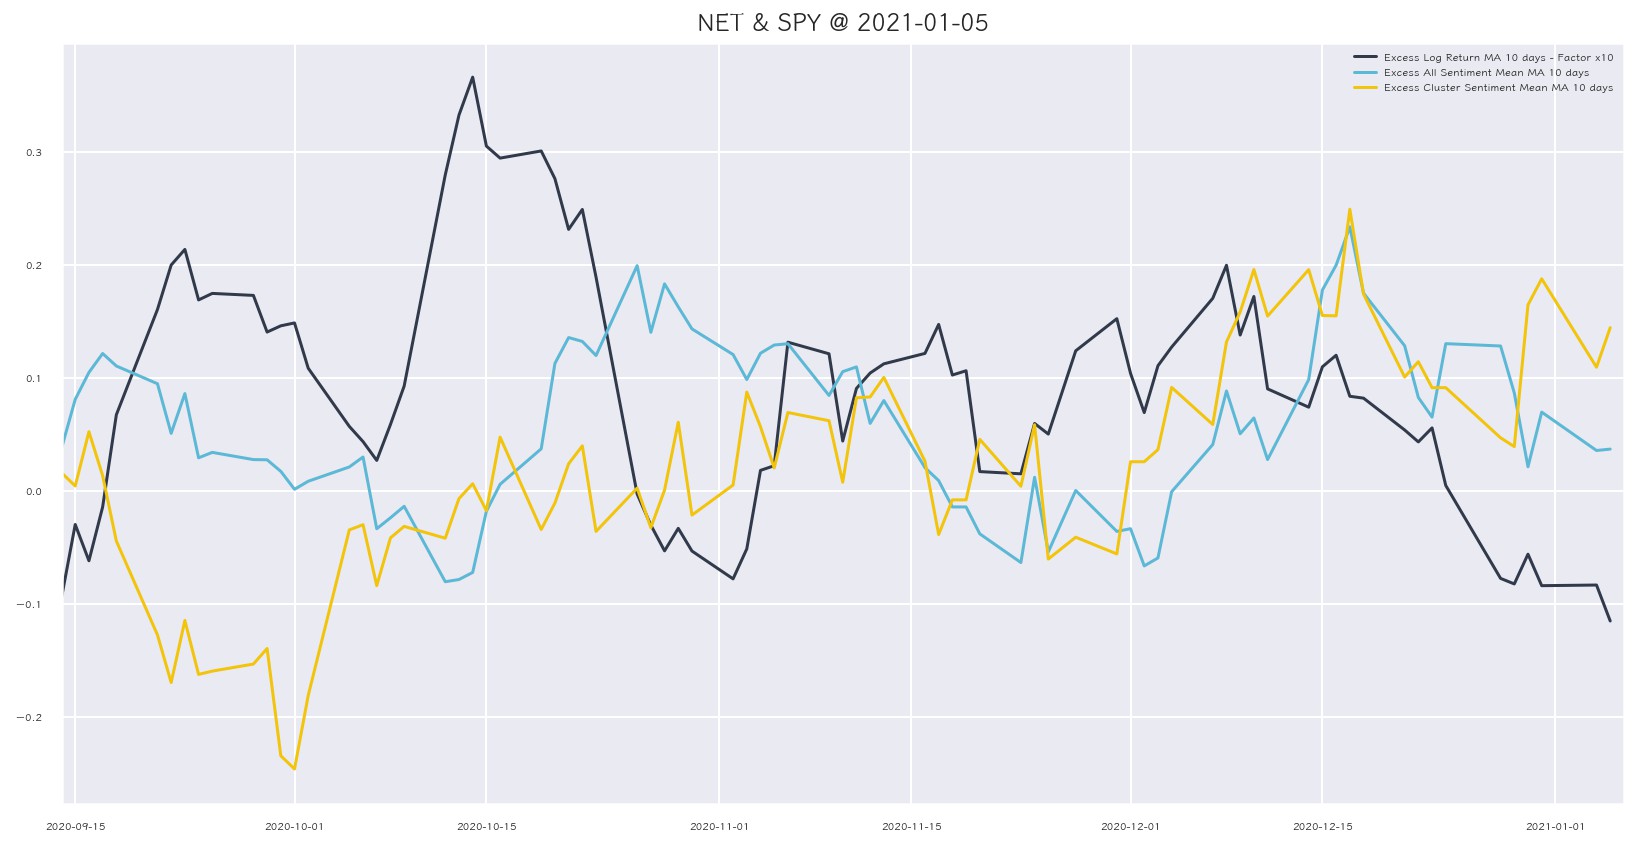 NET & SPY @ 2021-01-05
Excess Log Return MA 10 days - Factor x10
Excess All Sentiment Mean MA 10 days
Excess Cluster Sentiment Mean MA 10 days
0.3
0.2
0.1
0.0
−0.1
−0.2
2020-09-15 2020-10-01 2020-10-15 2020-11-01 2020-11-15 2020-12-01 2020-12-15 2021-01-01